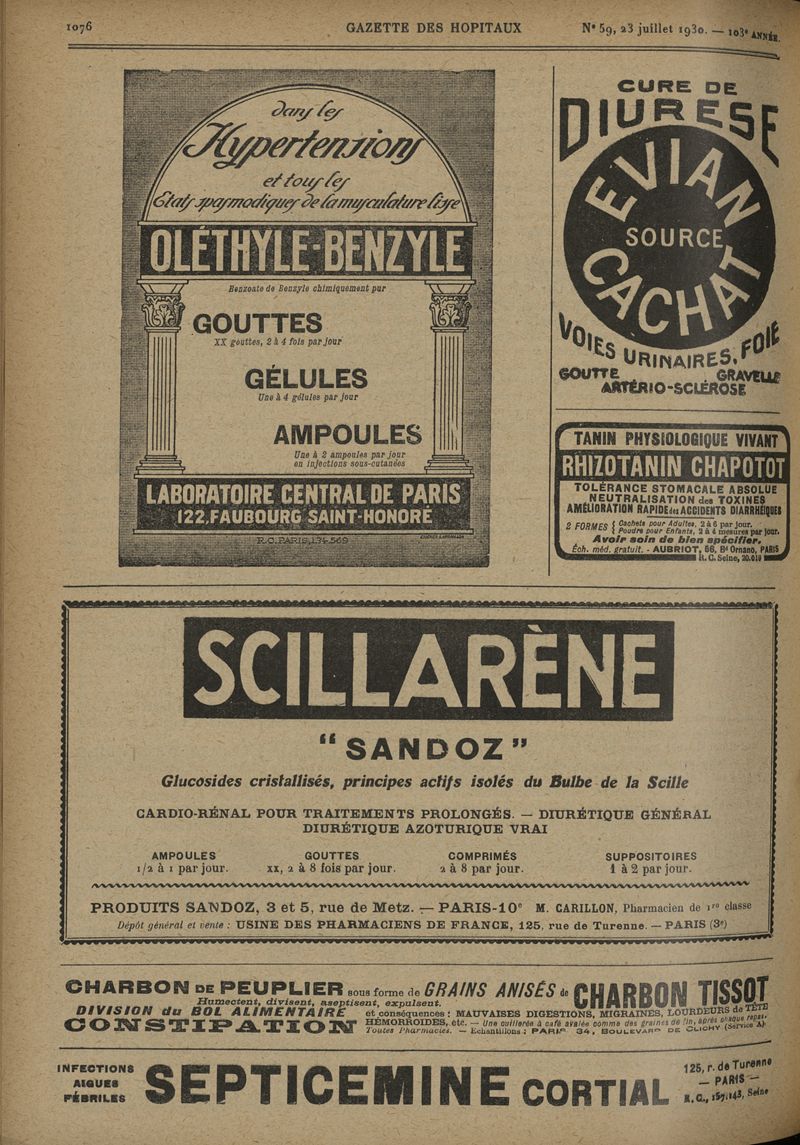 1076 GAZETTE DES HOPITAUX N° 59, 23 juillet 1930. — 103e ANNÉE.
dans les
Hypertensions
et tous les
États spasmodiques de la musculature lisse
OLÉTHYLE-BENZYLE
Benzoate de Benzyle chimiquement pur
GOUTTES
XX gouttes, 2 à 4 fois par jour
GÉLULES
Une à 4 gélules par jour
AMPOULES
Une à 2 ampoules par jour
en injections sous-cutanées
LABORATOIRE CENTRAL DE PARIS
122, FAUBOURG SAINT-HONORÉ
R.C. PARIS, 134.569
CURE DE
DIURESE
EVIAN
SOURCE
CACHAT
VOIES URINAIRES. FOIE
GOUTTE GRAVELLE
ARTÉRIO-SCLÉROSE
TANIN PHYSIOLOGIQUE VIVANT
RHIZOTANIN CHAPOTOT
TOLÉRANCE STOMACALE ABSOLUE
NEUTRALISATION des TOXINES
AMÉLIORATION RAPIDE des ACCIDENTS DIARRHÉIQUES
2 FORMES { Cachets pour Adultes, 2 à 6 par jour.
Poudre pour Enfants, 2 à 4 mesures par jour.
Avoir soin de bien spécifier.
Éch. méd. gratuit. - AUBRIOT, 56, Bd Ornano, PARIS
R. C. Seine, 20.019
SCILLARÈNE
“SANDOZ”
Glucosides cristallisés, principes actifs isolés du Bulbe de la Scille
CARDIO-RÉNAL POUR TRAITEMENTS PROLONGÉS. — DIURÉTIQUE GÉNÉRAL
DIURÉTIQUE AZOTURIQUE VRAI
AMPOULES GOUTTES COMPRIMÉS SUPPOSITOIRES
1/2 à 1 par jour. XX, 2 à 8 fois par jour. 2 à 8 par jour. 1 à 2 par jour.
PRODUITS SANDOZ, 3 et 5, rue de Metz. — PARIS-10e M. CARILLON, Pharmacien de 1re classe
Dépôt général et vente : USINE DES PHARMACIENS DE FRANCE, 125, rue de Turenne. — PARIS (3e)
CHARBON DE PEUPLIER sous forme de GRAINS ANISÉS de CHARBON TISSOT
Humectent, divisent, aseptisent, expulsent.
DIVISION du BOL ALIMENTAIRE et conséquences : MAUVAISES DIGESTIONS, MIGRAINES, LOURDEURS de TÊTE
CONSTIPATION HÉMORROIDES, etc. — Une cuillerée à café avalée comme des graines de lin, après chaque repas.
Toutes Pharmacies. — Echantillons : PARIS 34, BOULEVARD DE CLICHY (Service A).
INFECTIONS
AIGUES
FÉBRILES
SEPTICEMINE CORTIAL
125, r. de Turenne
— PARIS —
R.C., 157.143, Seine